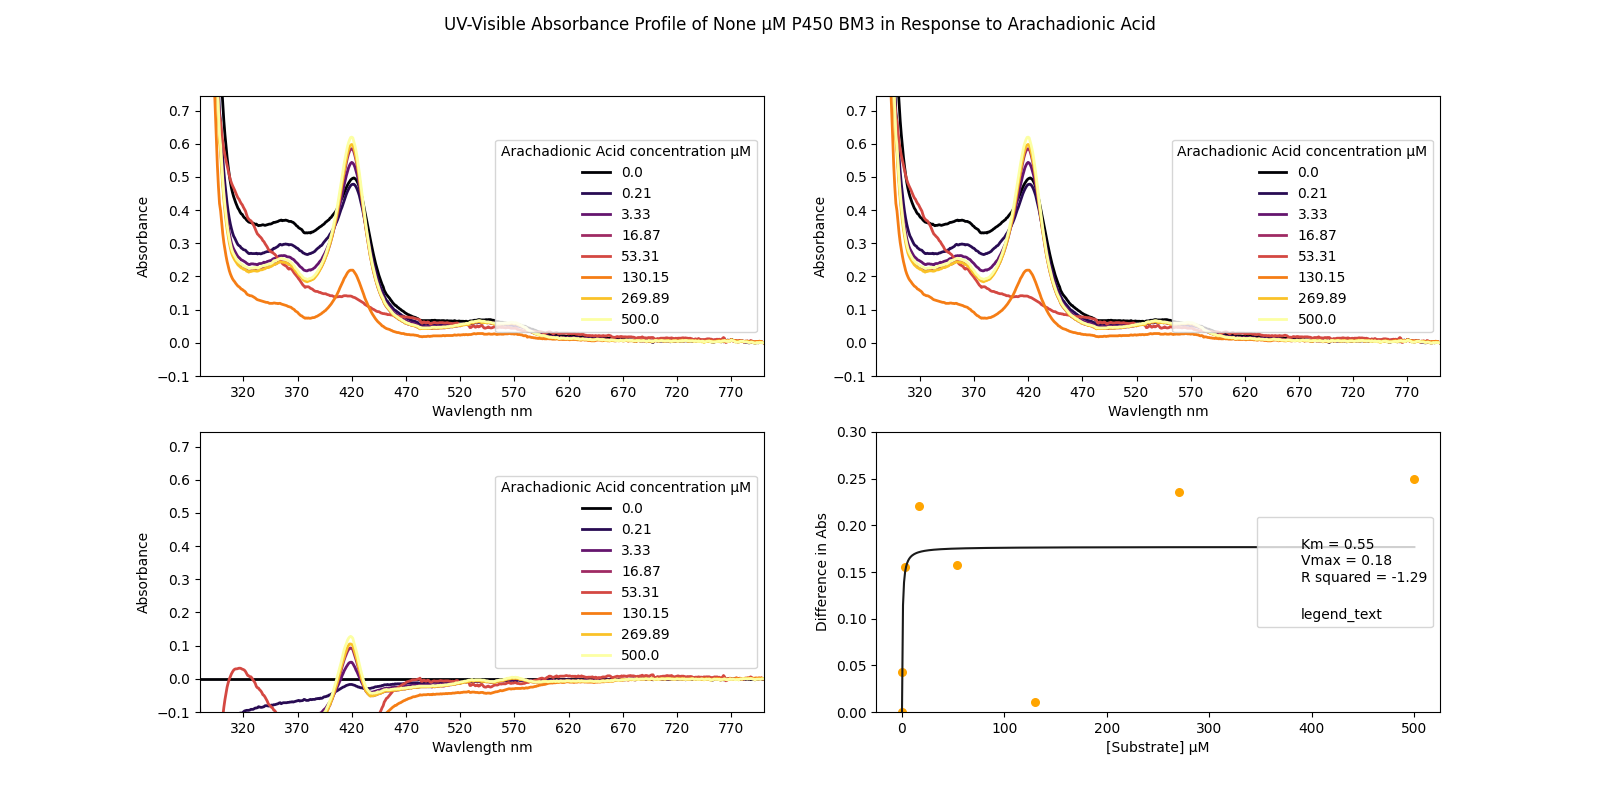 UV-Visible Absorbance Profile of None µM P450 BM3 in Response to Arachadionic Acid
0.7
0.6
0.5
0.4
0.3
0.2
0.1
0.0
−0.1
Absorbance
Arachadionic Acid concentration µM
0.0
0.21
3.33
16.87
53.31
130.15
269.89
500.0
320 370 420 470 520 570 620 670 720 770
Wavlength nm
0.7
0.6
0.5
0.4
0.3
0.2
0.1
0.0
−0.1
Absorbance
Arachadionic Acid concentration µM
0.0
0.21
3.33
16.87
53.31
130.15
269.89
500.0
320 370 420 470 520 570 620 670 720 770
Wavlength nm
0.7
0.6
0.5
0.4
0.3
0.2
0.1
0.0
−0.1
Absorbance
Arachadionic Acid concentration µM
0.0
0.21
3.33
16.87
53.31
130.15
269.89
500.0
320 370 420 470 520 570 620 670 720 770
Wavlength nm
0.30
0.25
0.20
0.15
0.10
0.05
0.00
Difference in Abs
Km = 0.55
Vmax = 0.18
R squared = -1.29
legend_text
0 100 200 300 400 500
[Substrate] µM